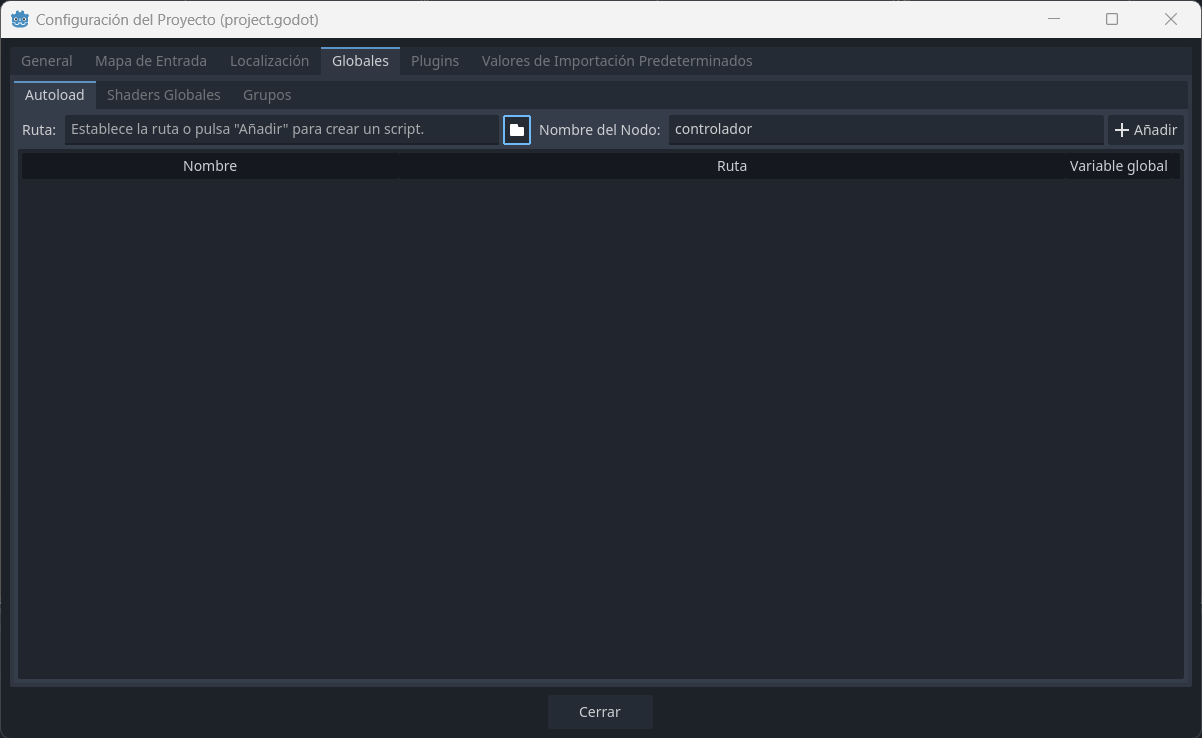 Configuración del Proyecto (project.godot)
General Mapa de Entrada Localización Globales Plugins Valores de Importación Predeterminados
Autoload Shaders Globales Grupos
Ruta: Establece la ruta o pulsa "Añadir" para crear un script. Nombre del Nodo: controlador Añadir
Nombre Ruta Variable global
Cerrar